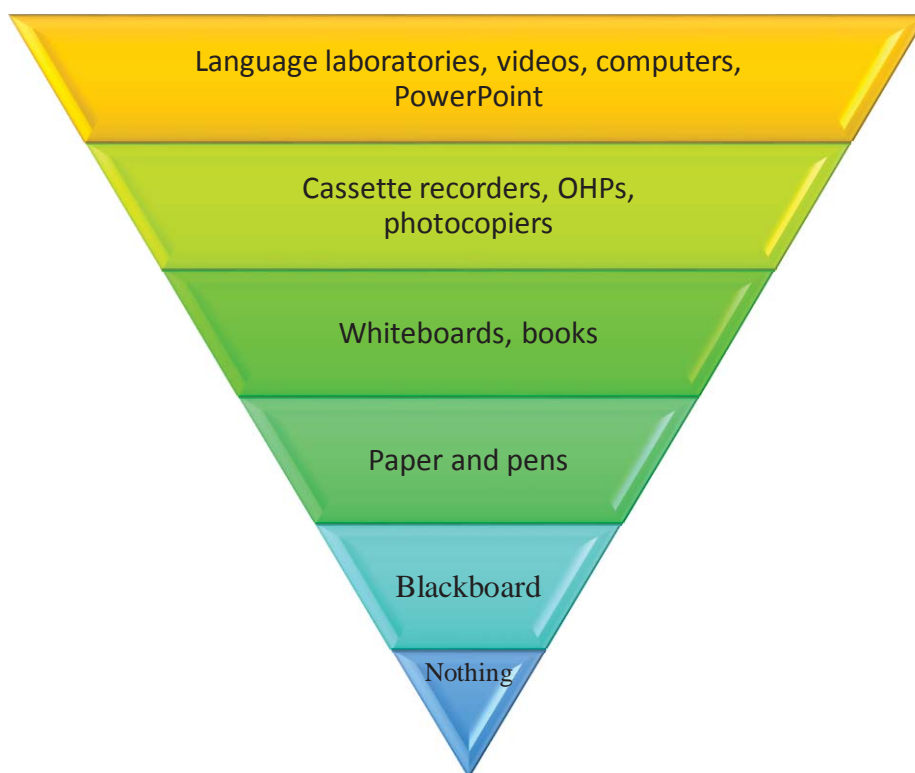 Language laboratories, videos, computers,
PowerPoint
Cassette recorders, OHPs,
photocopiers
Whiteboards, books
Paper and pens
Blackboard
Nothing